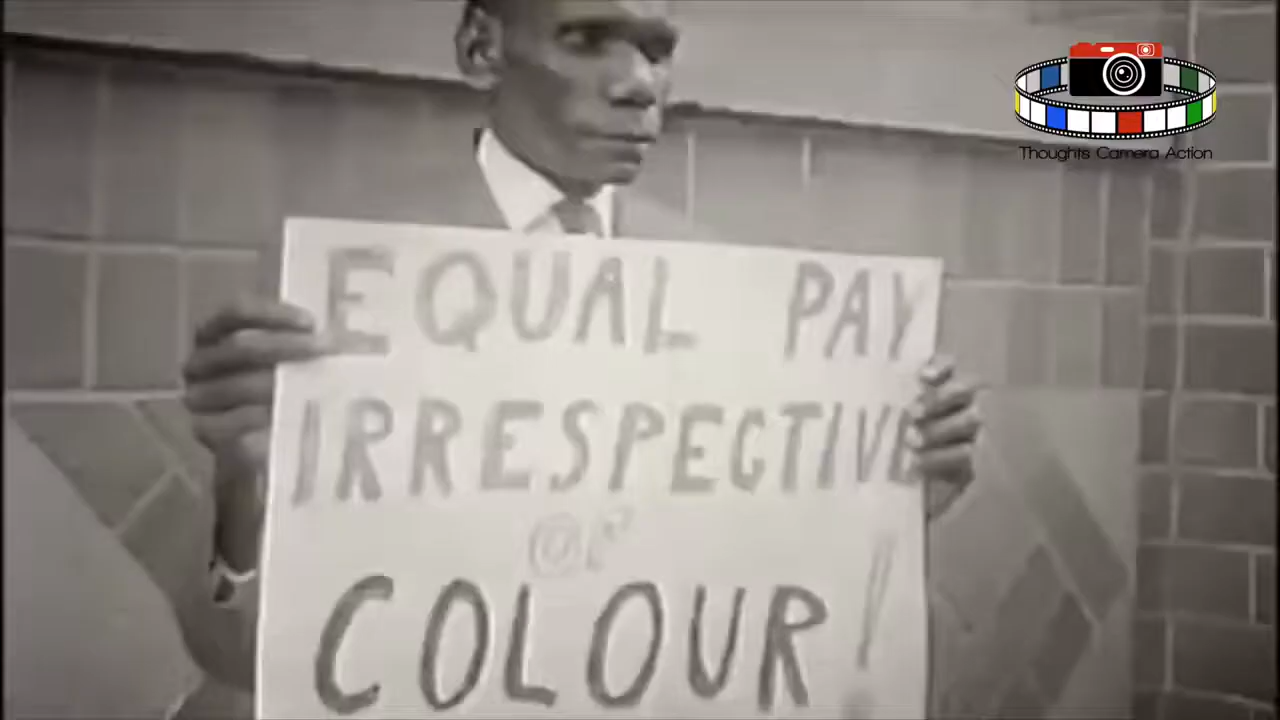 Thoughts Camera Action
EQUAL PAY
IRRESPECTIVE
OF
COLOUR!